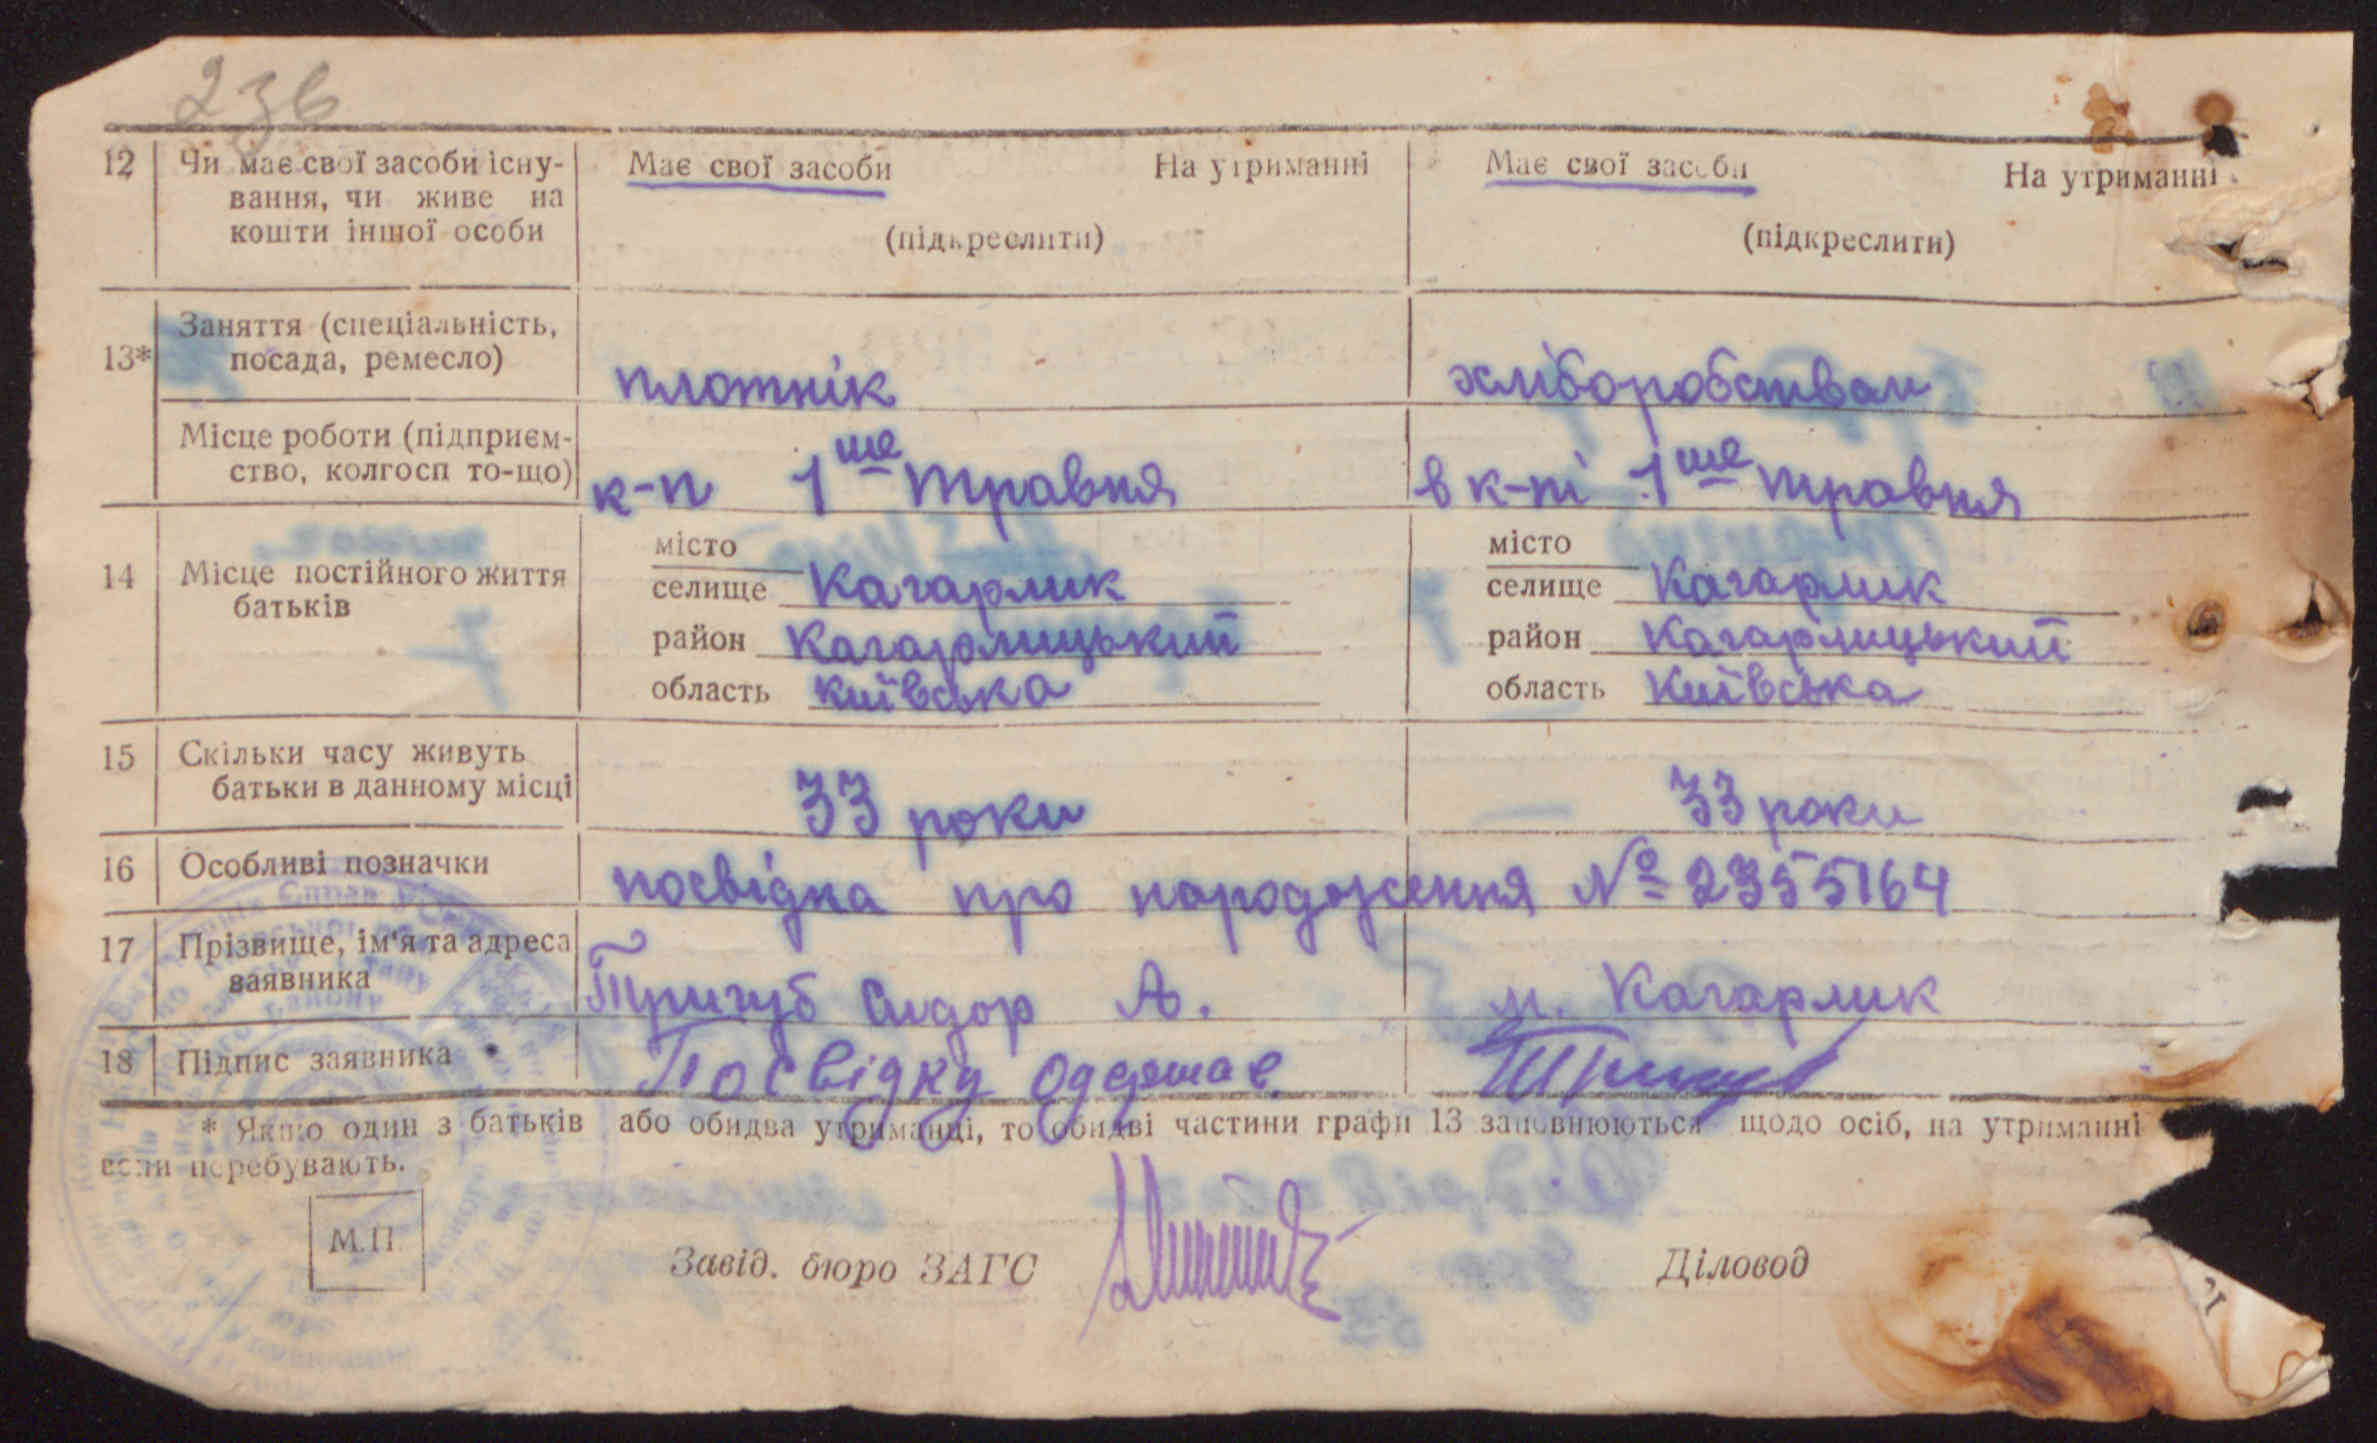 236
12 Чи має свої засоби існу- Має свої засоби На утриманні Має свої засоби На утриманні
вання, чи живе на
кошти іншої особи (підкреслити) (підкреслити)
Заняття (спеціальність,
13* посада, ремесло) плотнік хліборобствам
Місце роботи (підприєм-
ство, колгосп то-що) к-п 1ше травня в к-пі 1ше травня
місто місто
14 Місце постійного життя селище Кагарлик селище Кагарлик
батьків
район Кагарлицький район Кагарлицький
область Київська область Київська
15 Скільки часу живуть
батьки в данному місці 33 роки 33 роки
16 Особливі позначки посвідка про народження № 2355164
17 Прізвище, ім'я та адреса
заявника Тригуб Сидор А. м. Кагарлик
18 Підпис заявника Посвідку одержав Тригуб
* Якщо один з батьків або обидва утриманці, то обидві частини графи 13 заповнюються щодо осіб, на утриманні
перебувають.
М.П.
Завід. бюро ЗАГС Діловод